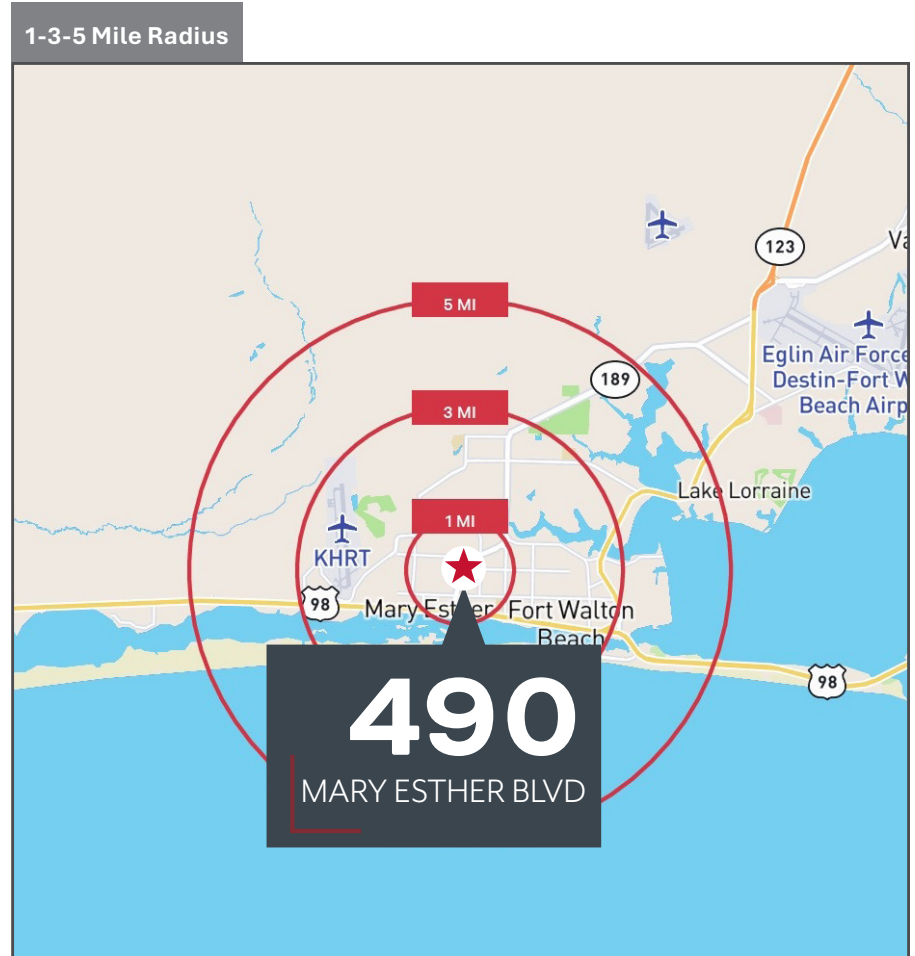 1-3-5 Mile Radius
123
Va
5 MI
Eglin Air Force
Destin-Fort W
Beach Airp
189
3 MI
Lake Lorraine
1 MI
KHRT
98
Mary Esther
Fort Walton
Beach
98
490
MARY ESTHER BLVD